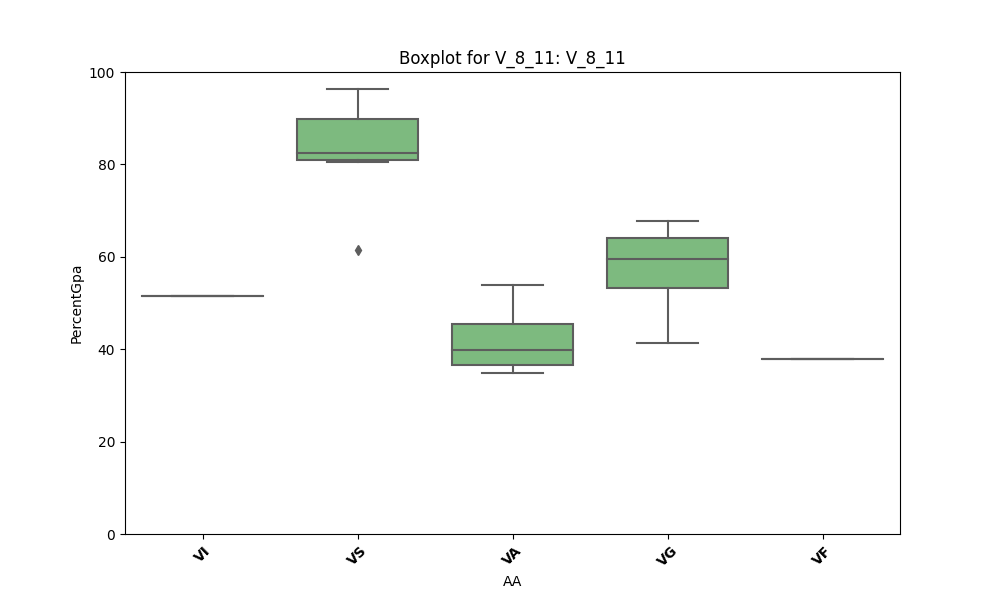 Boxplot for V_8_11: V_8_11
100
80
60
40
20
0
PercentGpa
VI
VS
VA
VG
VF
AA